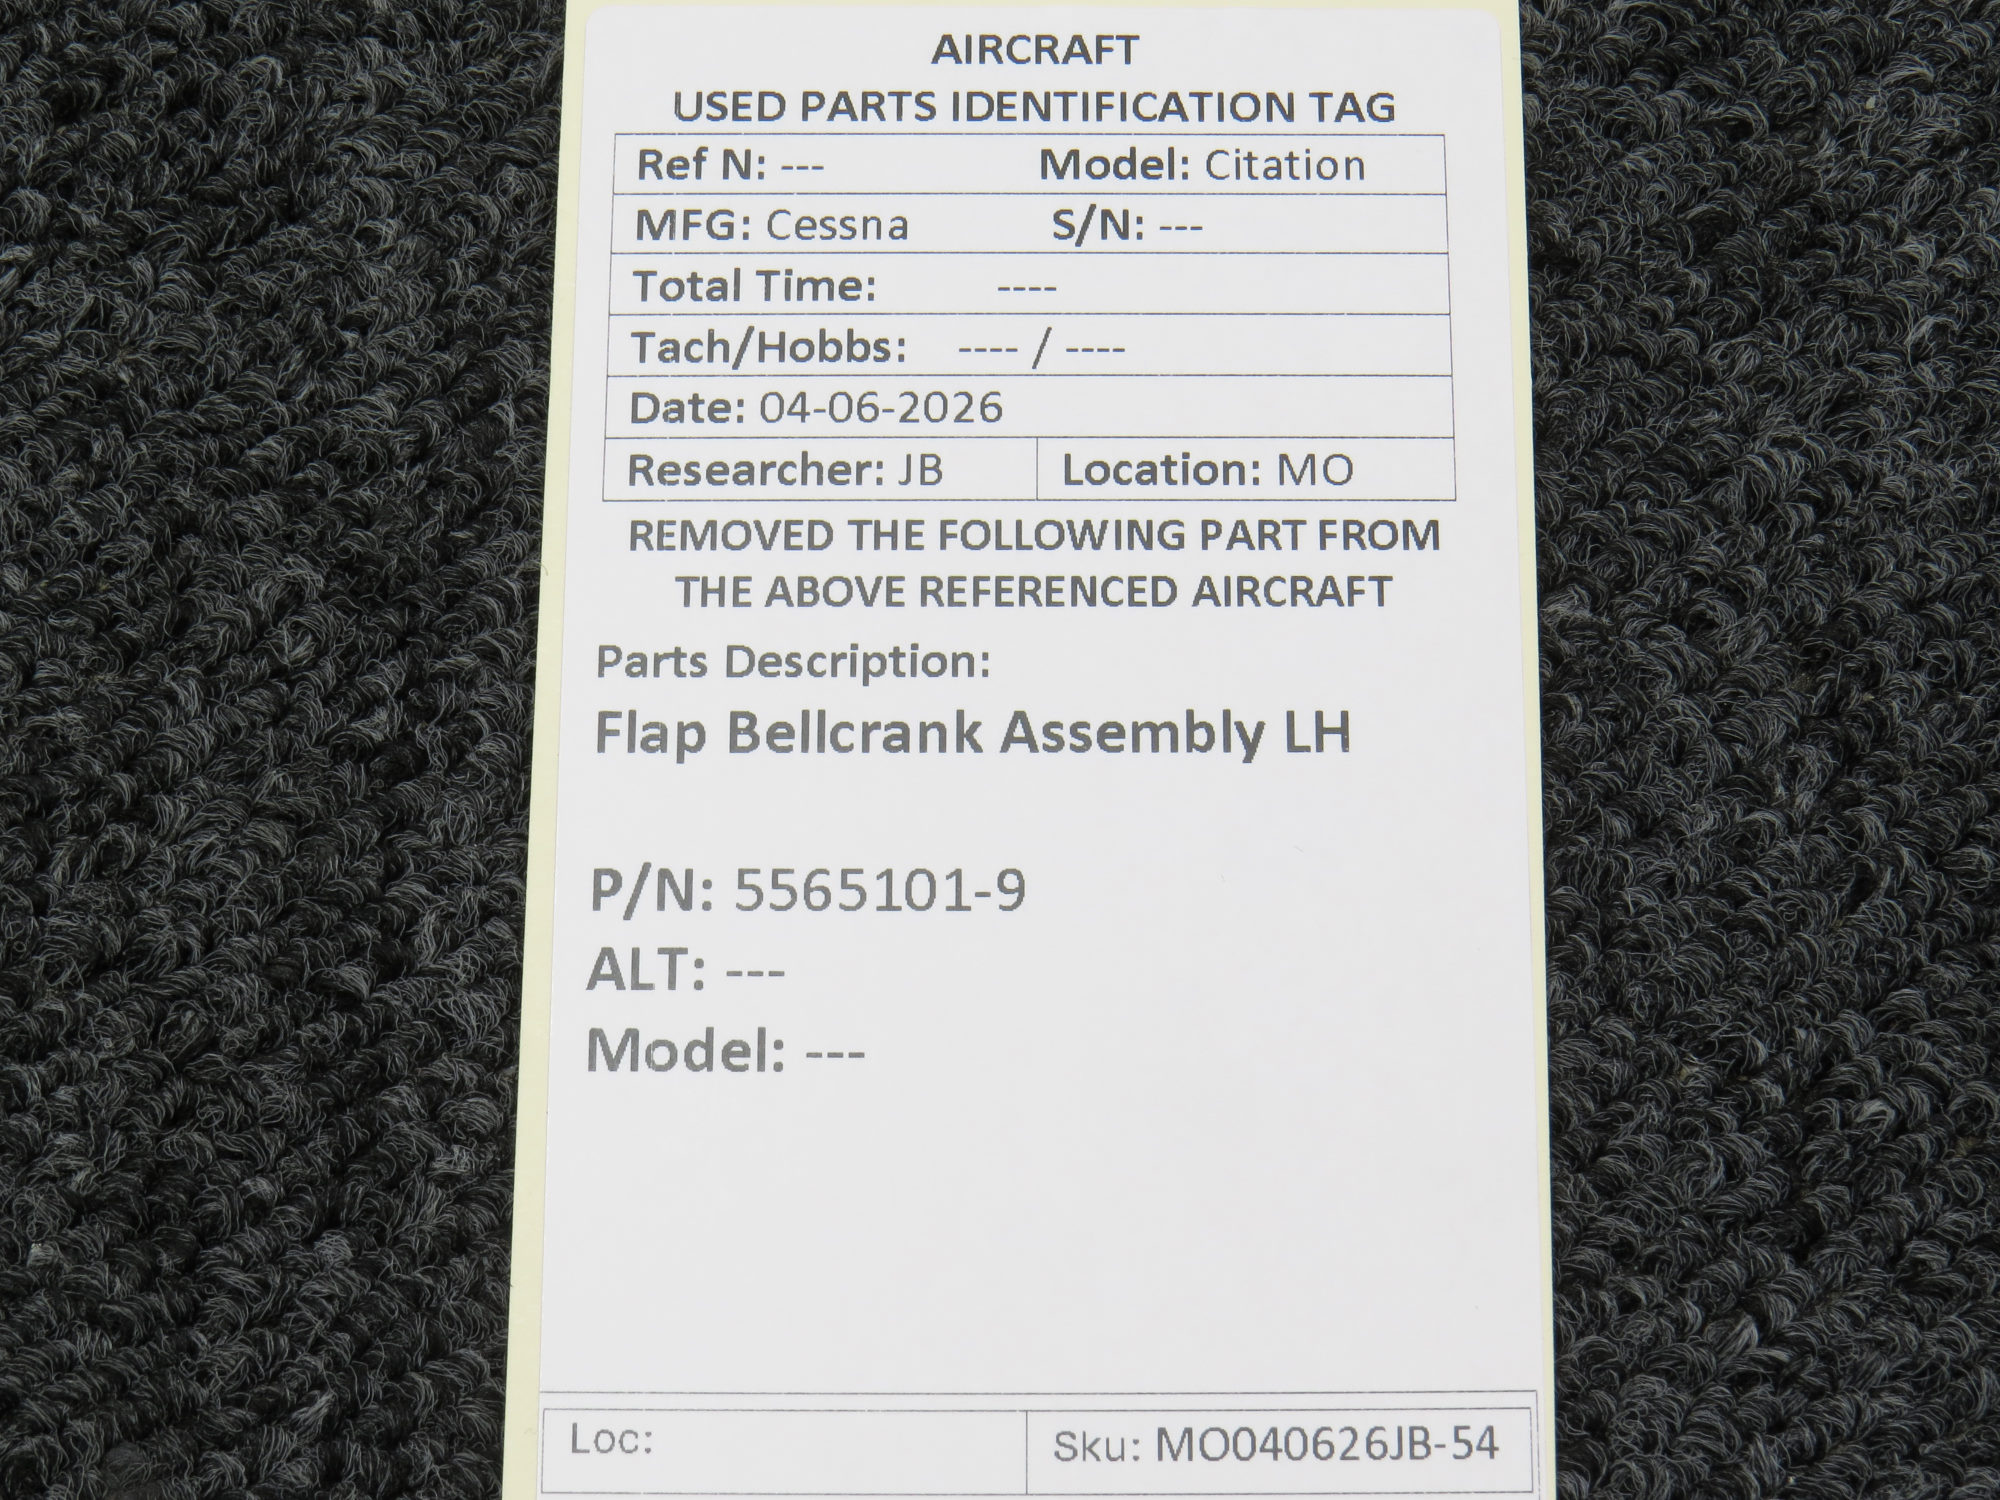 AIRCRAFT
USED PARTS IDENTIFICATION TAG
Ref N: --- Model: Citation
MFG: Cessna S/N: ---
Total Time: ----
Tach/Hobbs: ---- / ----
Date: 04-06-2026
Researcher: JB Location: MO
REMOVED THE FOLLOWING PART FROM
THE ABOVE REFERENCED AIRCRAFT
Parts Description:
Flap Bellcrank Assembly LH
P/N: 5565101-9
ALT: ---
Model: ---
Loc: Sku: MO040626JB-54